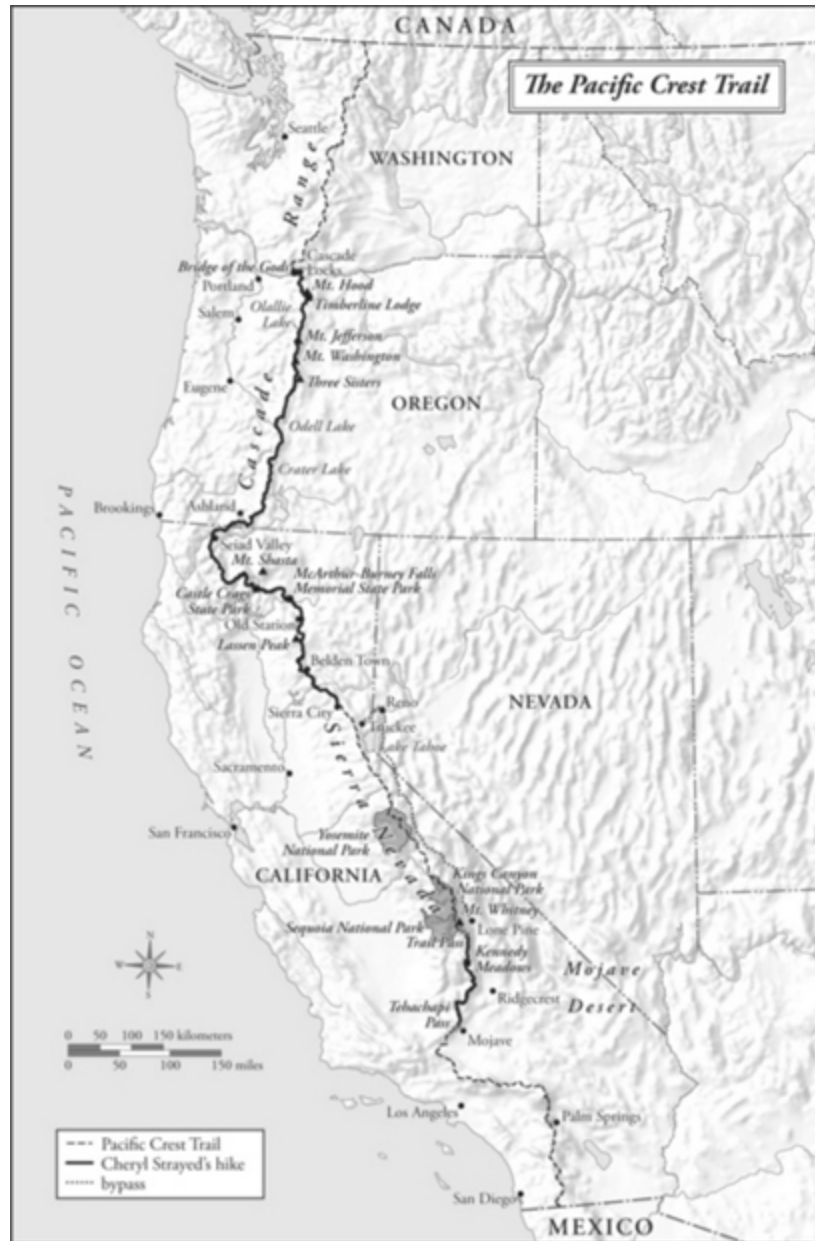 CANADA
The Pacific Crest Trail
Seattle
WASHINGTON
Range
Cascade
Locks
Bridge of the Gods
Mt. Hood
Portland
Timberline Lodge
Olallie
Lake
Salem
Mt. Jefferson
Mt. Washington
Three Sisters
Eugene
OREGON
Cascade
Odell Lake
Crater Lake
PACIFIC OCEAN
Brookings
Ashland
Seiad Valley
Mt. Shasta
McArthur-Burney Falls
Memorial State Park
Castle Crags
State Park
Old Station
Lassen Peak
Belden Town
NEVADA
Reno
Sierra City
Truckee
Lake Tahoe
Sierra Nevada
Sacramento
San Francisco
Yosemite
National Park
CALIFORNIA
Kings Canyon
National Park
Mt. Whitney
Sequoia National Park
Lone Pine
Trail Pass
Kennedy
Meadows
Mojave
Desert
Ridgecrest
Tehachapi
Pass
Mojave
N
W
E
S
0 50 100 150 kilometers
0 50 100 150 miles
Los Angeles
Palm Springs
Pacific Crest Trail
Cheryl Strayed's hike
bypass
San Diego
MEXICO